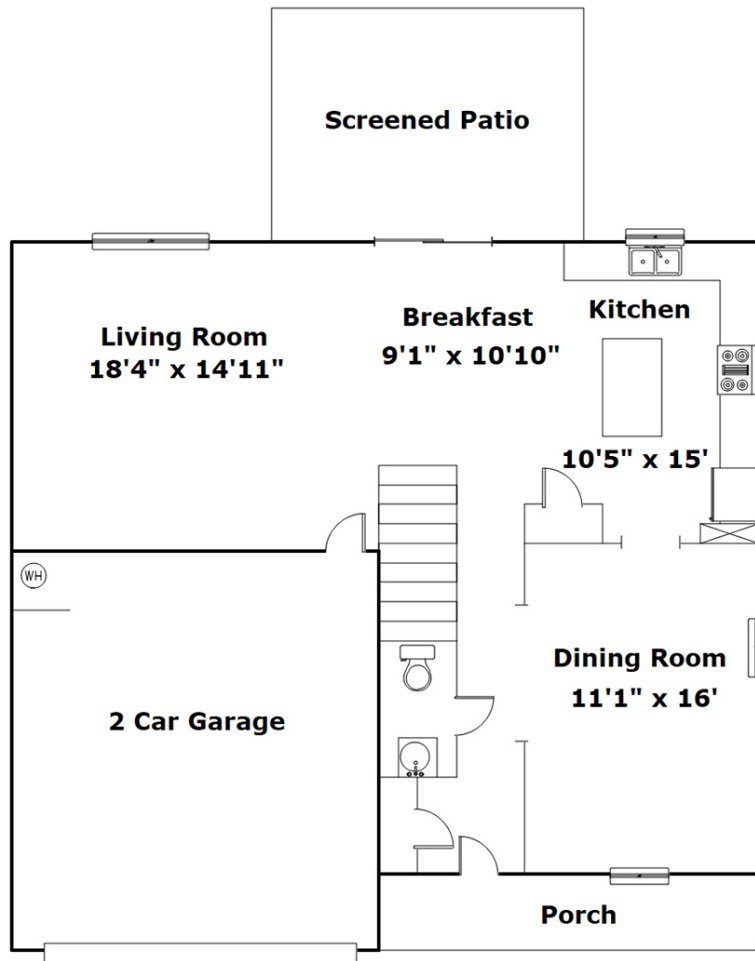 Screened Patio
Living Room
18'4" x 14'11"
Breakfast
9'1" x 10'10"
Kitchen
10'5" x 15'
WH
2 Car Garage
Dining Room
11'1" x 16'
Porch